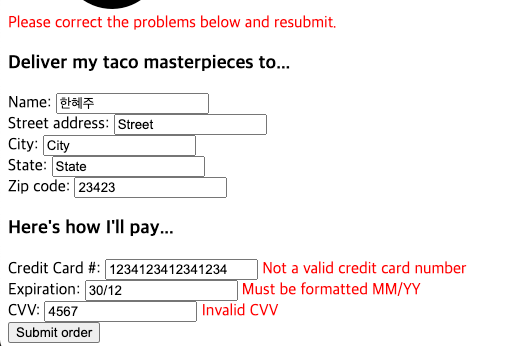 Please correct the problems below and resubmit.
Deliver my taco masterpieces to...
Name: 한혜주
Street address: Street
City: City
State: State
Zip code: 23423
Here's how I'll pay...
Credit Card #: 1234123412341234 Not a valid credit card number
Expiration: 30/12 Must be formatted MM/YY
CVV: 4567 Invalid CVV
Submit order